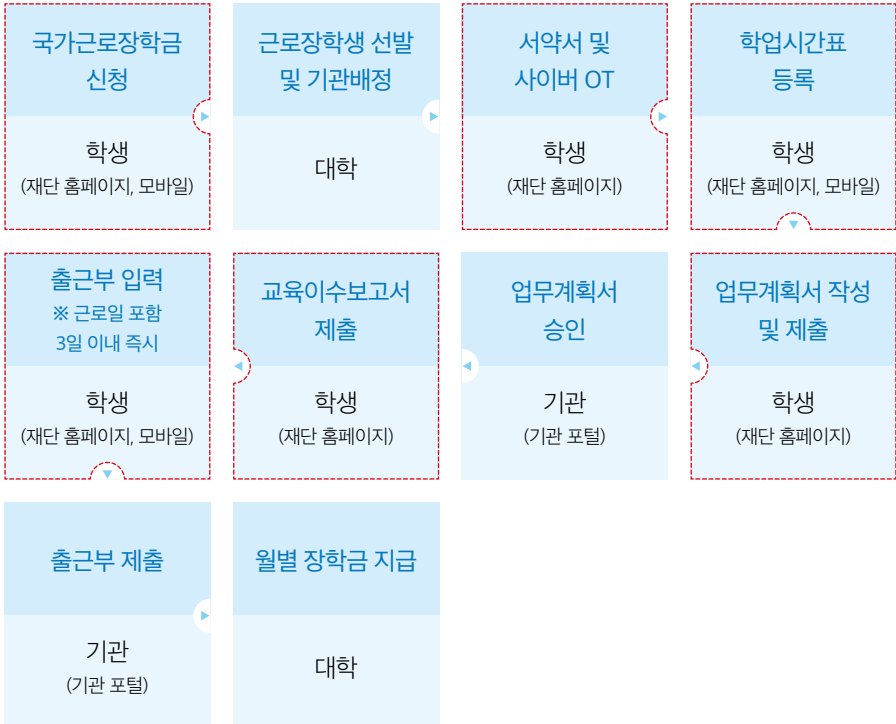 국가근로장학금
신청
학생
(재단 홈페이지, 모바일)
근로장학생 선발
및 기관배정
대학
서약서 및
사이버 OT
학생
(재단 홈페이지)
학업시간표
등록
학생
(재단 홈페이지, 모바일)
출근부 입력
※ 근로일 포함
3일 이내 즉시
학생
(재단 홈페이지, 모바일)
교육이수보고서
제출
학생
(재단 홈페이지)
업무계획서
승인
기관
(기관 포털)
업무계획서 작성
및 제출
학생
(재단 홈페이지)
출근부 제출
기관
(기관 포털)
월별 장학금 지급
대학